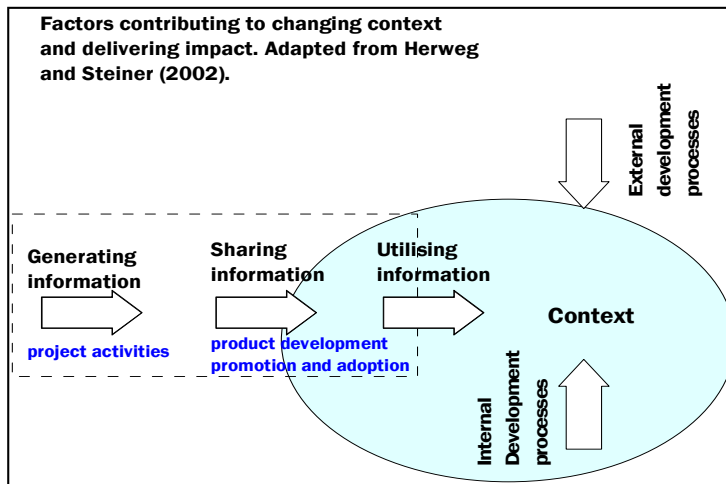 Factors contributing to changing context
and delivering impact. Adapted from Herweg
and Steiner (2002).
External
development
processes
Generating
information
project activities
Sharing
information
product development
promotion and adoption
Utilising
information
Context
Internal
Development
processes